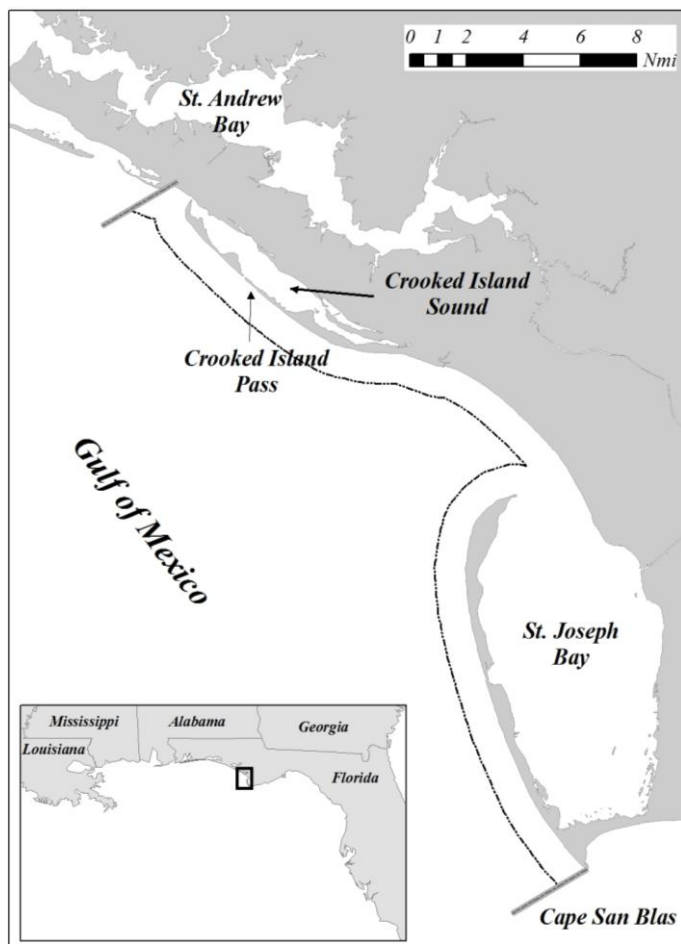 0 1 2 4 6 8
Nmi
St. Andrew
Bay
Crooked Island
Sound
Crooked Island
Pass
Gulf of Mexico
St. Joseph
Bay
Mississippi
Alabama
Georgia
Louisiana
Florida
Cape San Blas